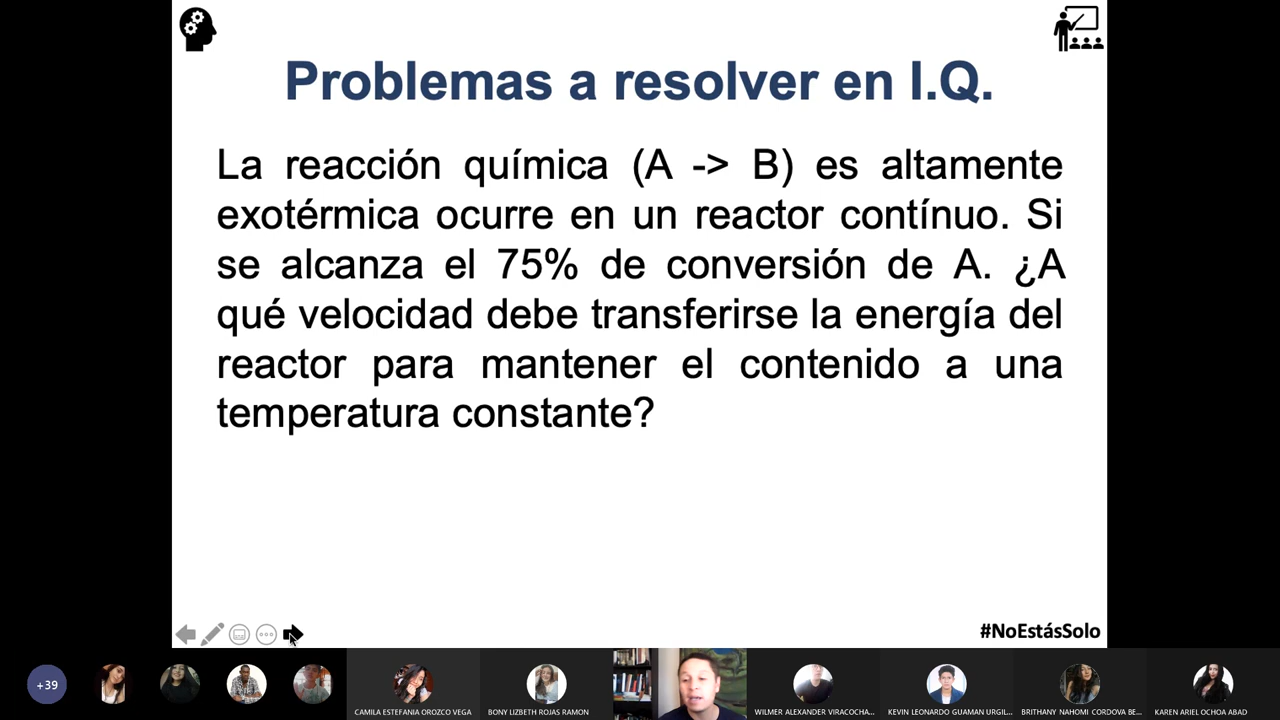 Problemas a resolver en I.Q.
La reacción química (A -> B) es altamente
exotérmica ocurre en un reactor contínuo. Si
se alcanza el 75% de conversión de A. ¿A
qué velocidad debe transferirse la energía del
reactor para mantener el contenido a una
temperatura constante?
#NoEstásSolo
+39
CAMILA ESTEFANIA OROZCO VEGA
BONY LIZBETH ROJAS RAMON
WILMER ALEXANDER VIRACOCHA...
KEVIN LEONARDO GUAMAN URGIL...
BRITHANY NAHOMI CORDOVA BE...
KAREN ARIEL OCHOA ABAD